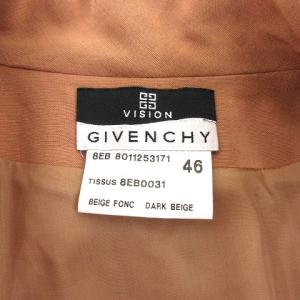 VISION
GIVENCHY
8EB 8011253171
46
TISSUS 8EB0031
BEIGE FONC DARK BEIGE